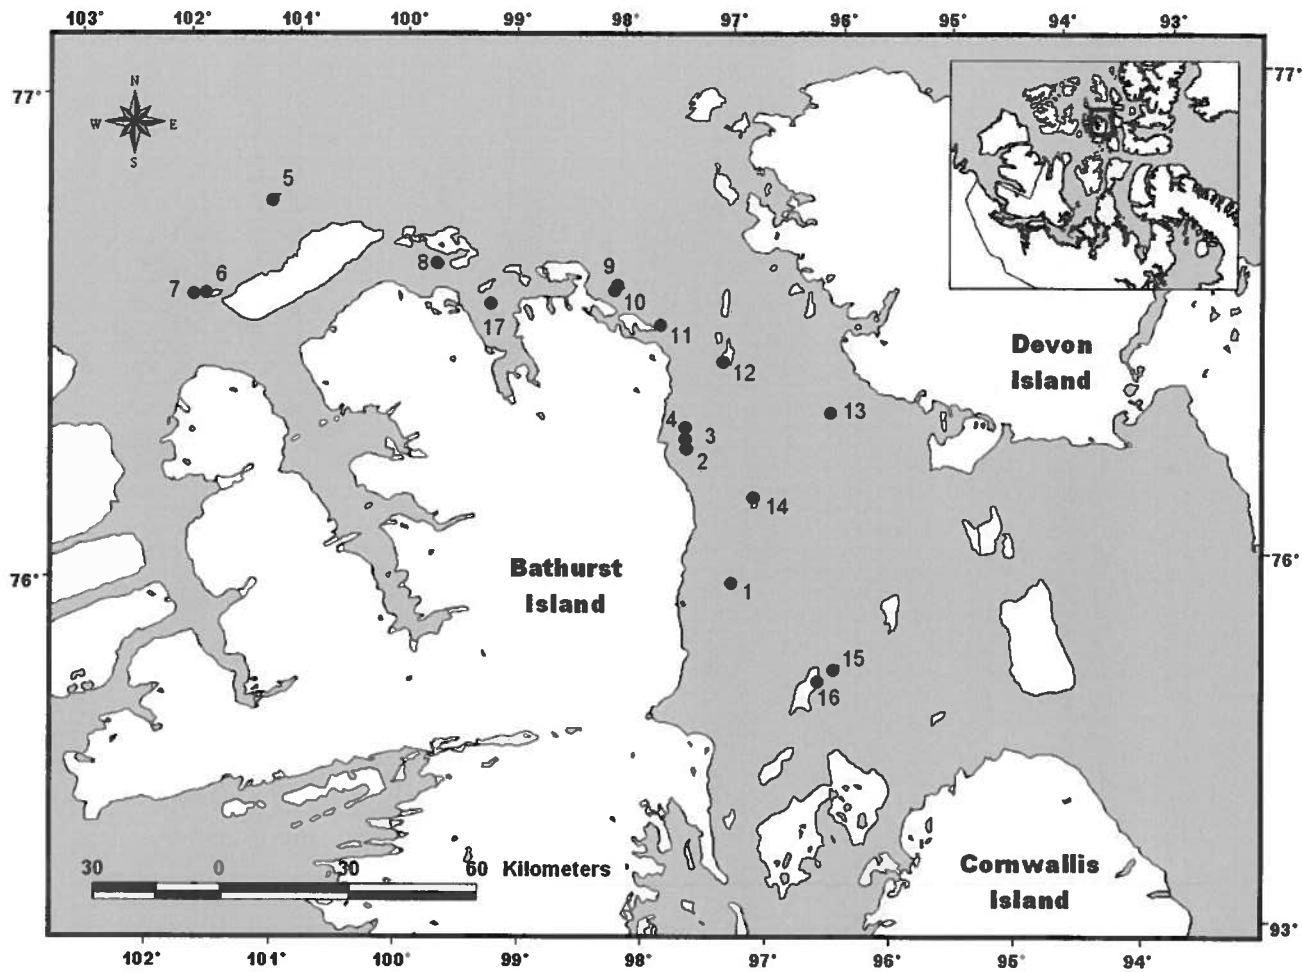 103° 102° 101° 100° 99° 98° 97° 96° 95° 94° 93°
77° 77°
N
W E
S
5
6
7
8
9
10
11
17
12
13
4
3
2
14
1
15
16
Devon
Island
Bathurst
Island
76° 76°
Cornwallis
Island
30 0 30 60 Kilometers
93°
102° 101° 100° 99° 98° 97° 96° 95° 94°